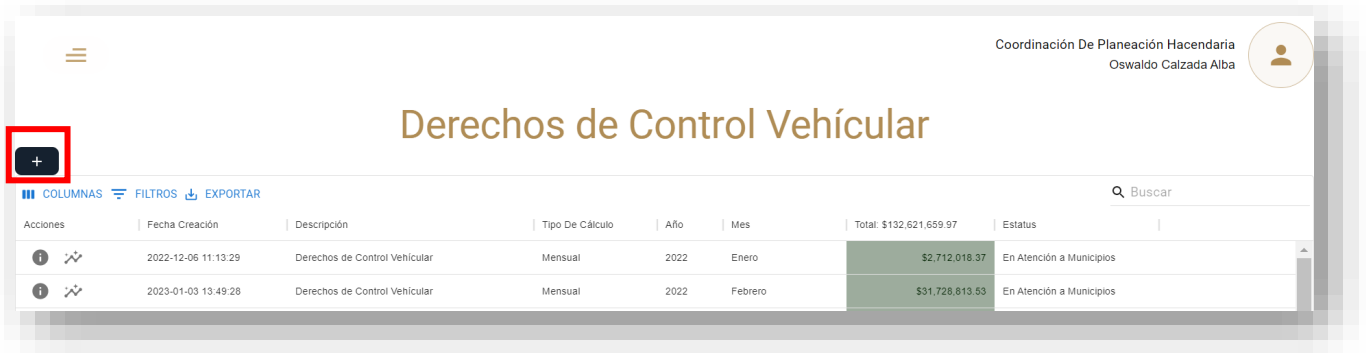 Coordinación De Planeación Hacendaria
Oswaldo Calzada Alba
Derechos de Control Vehícular
+
COLUMNAS FILTROS EXPORTAR Buscar
Acciones Fecha Creación Descripción Tipo De Cálculo Año Mes Total: $132,621,659.97 Estatus
2022-12-06 11:13:29 Derechos de Control Vehícular Mensual 2022 Enero $2,712,018.37 En Atención a Municipios
2023-01-03 13:49:28 Derechos de Control Vehícular Mensual 2022 Febrero $31,728,813.53 En Atención a Municipios